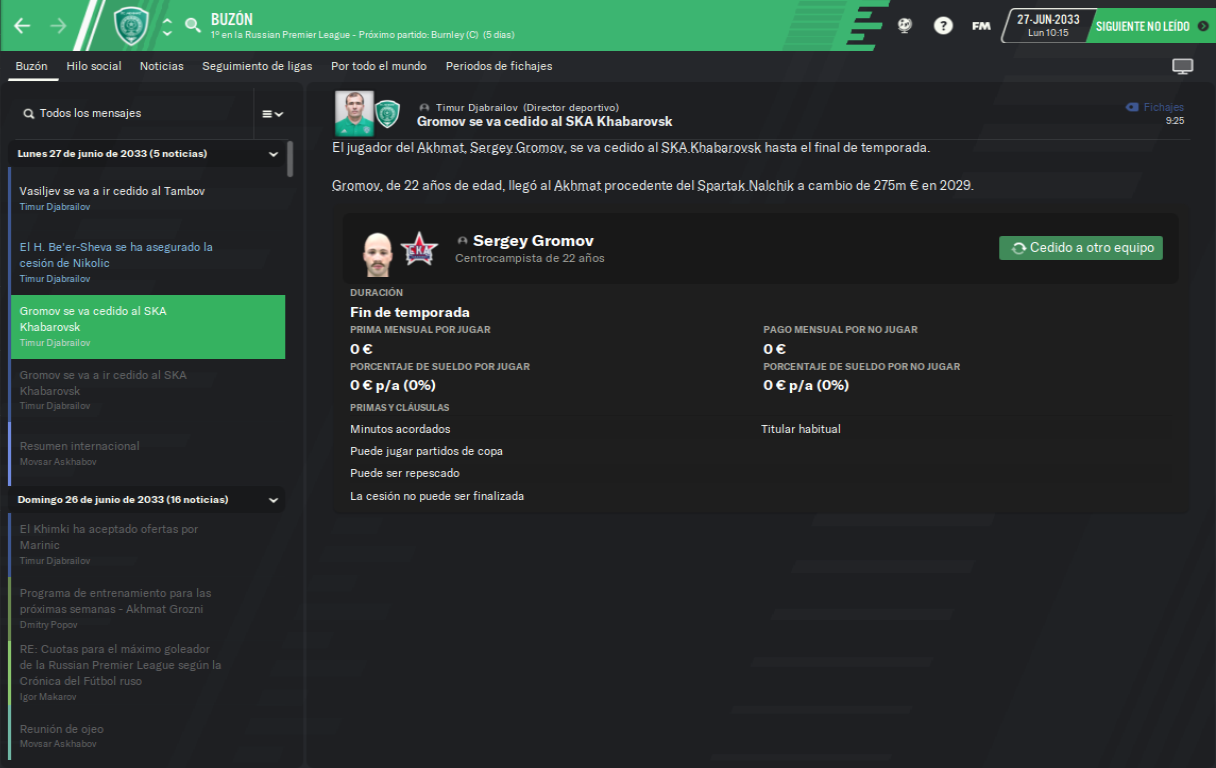 BUZÓN
1º en la Russian Premier League - Próximo partido: Burnley (C) (5 días)
?
FM
27-JUN-2033
Lun 10:15
SIGUIENTE NO LEÍDO
Buzón
Hilo social
Noticias
Seguimiento de ligas
Por todo el mundo
Periodos de fichajes
Todos los mensajes
Lunes 27 de junio de 2033 (5 noticias)
Vasiljev se va a ir cedido al Tambov
Timur Djabrailov
El H. Be'er-Sheva se ha asegurado la
cesión de Nikolic
Timur Djabrailov
Gromov se va cedido al SKA
Khabarovsk
Timur Djabrailov
Gromov se va a ir cedido al SKA
Khabarovsk
Timur Djabrailov
Resumen internacional
Movsar Askhabov
Domingo 26 de junio de 2033 (16 noticias)
El Khimki ha aceptado ofertas por
Marinic
Timur Djabrailov
Programa de entrenamiento para las
próximas semanas - Akhmat Grozni
Dmitry Popov
RE: Cuotas para el máximo goleador
de la Russian Premier League según la
Crónica del Fútbol ruso
Igor Makarov
Reunión de ojeo
Movsar Askhabov
Timur Djabrailov (Director deportivo)
Gromov se va cedido al SKA Khabarovsk
Fichajes
9:25
El jugador del Akhmat, Sergey Gromov, se va cedido al SKA Khabarovsk hasta el final de temporada.
Gromov, de 22 años de edad, llegó al Akhmat procedente del Spartak Nalchik a cambio de 275m € en 2029.
Sergey Gromov
Centrocampista de 22 años
Cedido a otro equipo
DURACIÓN
Fin de temporada
PRIMA MENSUAL POR JUGAR
PAGO MENSUAL POR NO JUGAR
0 €
0 €
PORCENTAJE DE SUELDO POR JUGAR
PORCENTAJE DE SUELDO POR NO JUGAR
0 € p/a (0%)
0 € p/a (0%)
PRIMAS Y CLÁUSULAS
Minutos acordados
Titular habitual
Puede jugar partidos de copa
Puede ser repescado
La cesión no puede ser finalizada